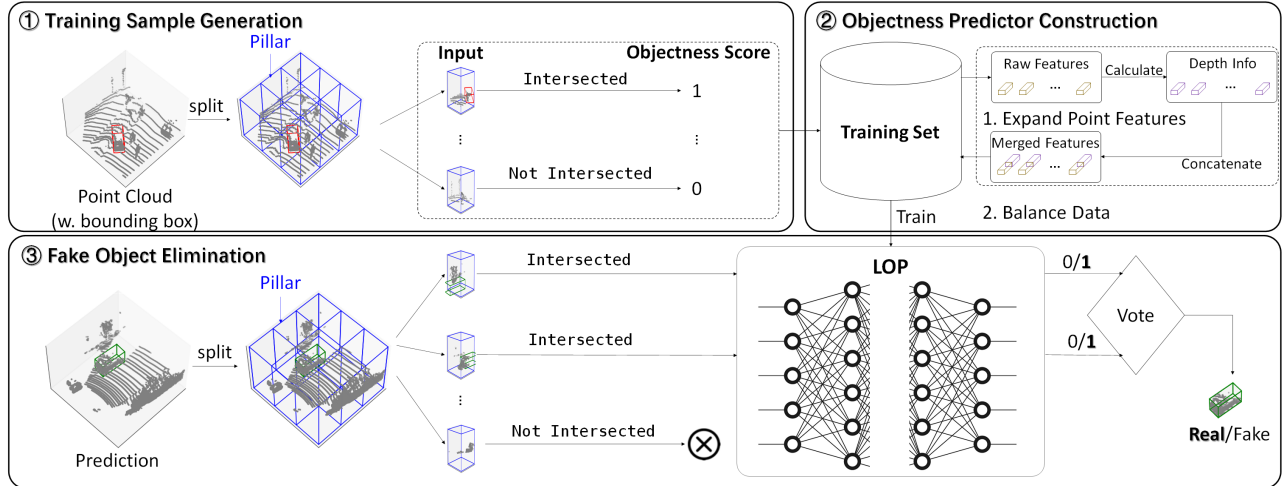 ① Training Sample Generation
Pillar
split
Point Cloud
(w. bounding box)
Input
Objectness Score
Intersected
1
...
...
Not Intersected
0
② Objectness Predictor Construction
Training Set
Raw Features
...
Calculate
Depth Info
...
1. Expand Point Features
Merged Features
...
Concatenate
2. Balance Data
Train
③ Fake Object Elimination
Pillar
split
Prediction
Intersected
Intersected
...
Not Intersected
LOP
0/1
0/1
Vote
Real/Fake